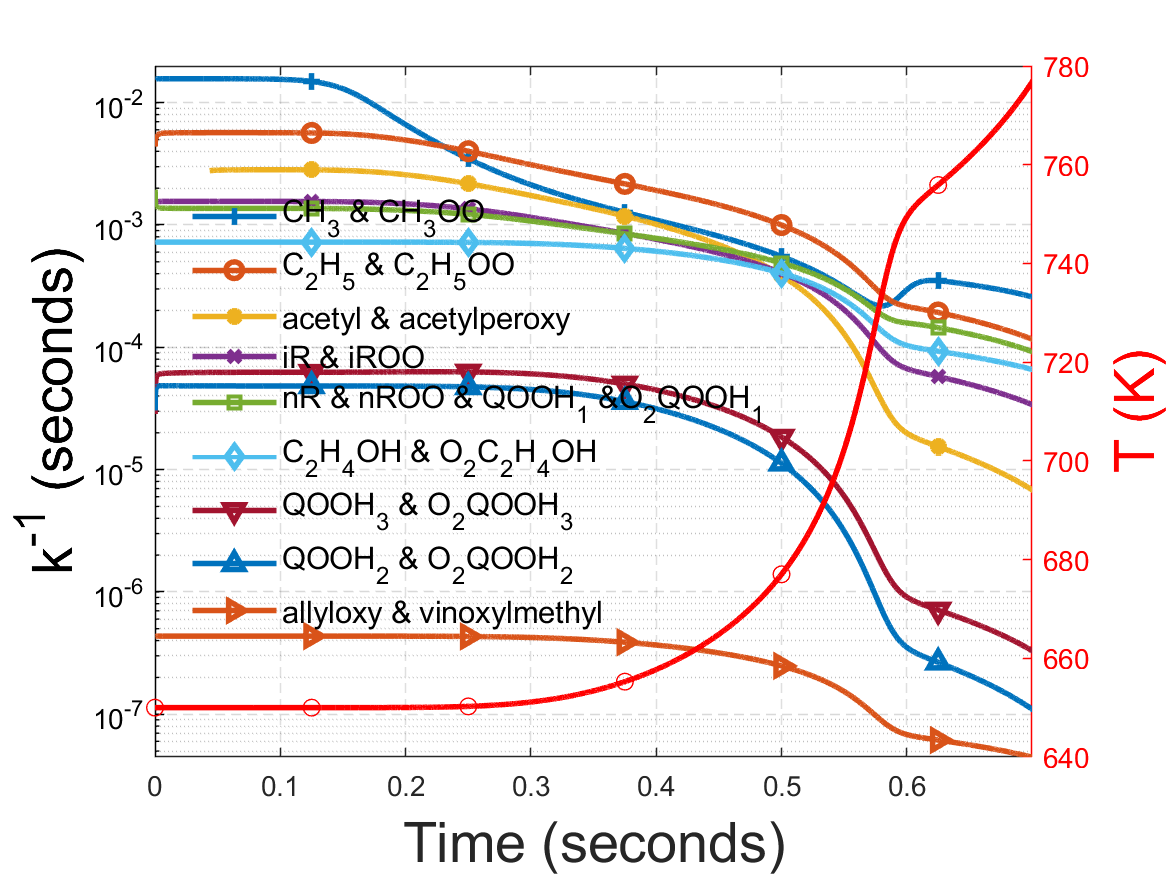 780
10-2
760
10-3
CH3 & CH3OO
C2H5 & C2H5OO
740
acetyl & acetylperoxy
10-4
iR & iROO
720
nR & nROO & QOOH1 &O2QOOH1
C2H4OH & O2C2H4OH
10-5
700
QOOH3 & O2QOOH3
QOOH2 & O2QOOH2
680
10-6
allyloxy & vinoxylmethyl
660
10-7
640
0 0.1 0.2 0.3 0.4 0.5 0.6
Time (seconds)
k-1 (seconds)
T (K)